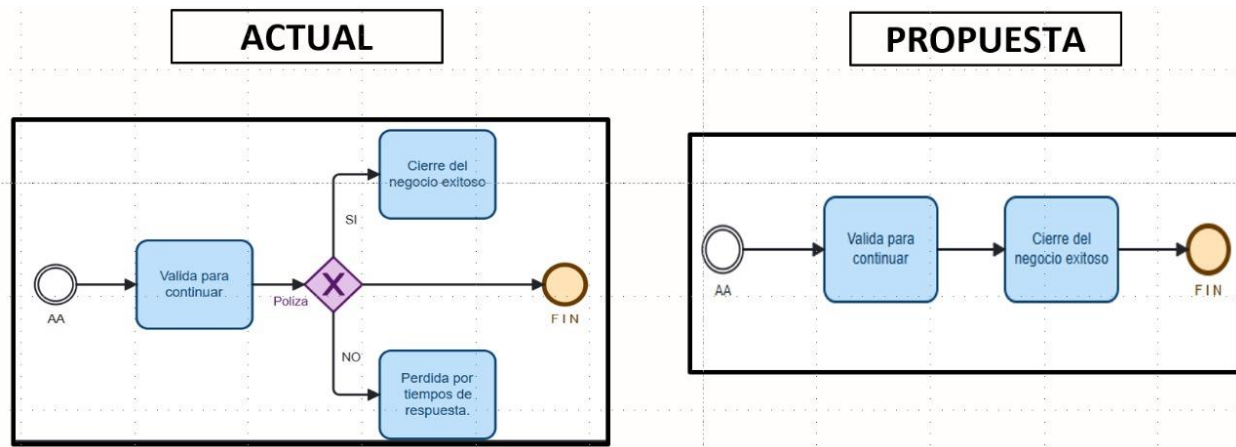 ACTUAL
PROPUESTA
Cierre del
negocio exitoso
SI
Valida para
continuar
Poliza
X
AA
FIN
NO
Perdida por
tiempos de
respuesta.
Valida para
continuar
Cierre del
negocio exitoso
AA
FIN